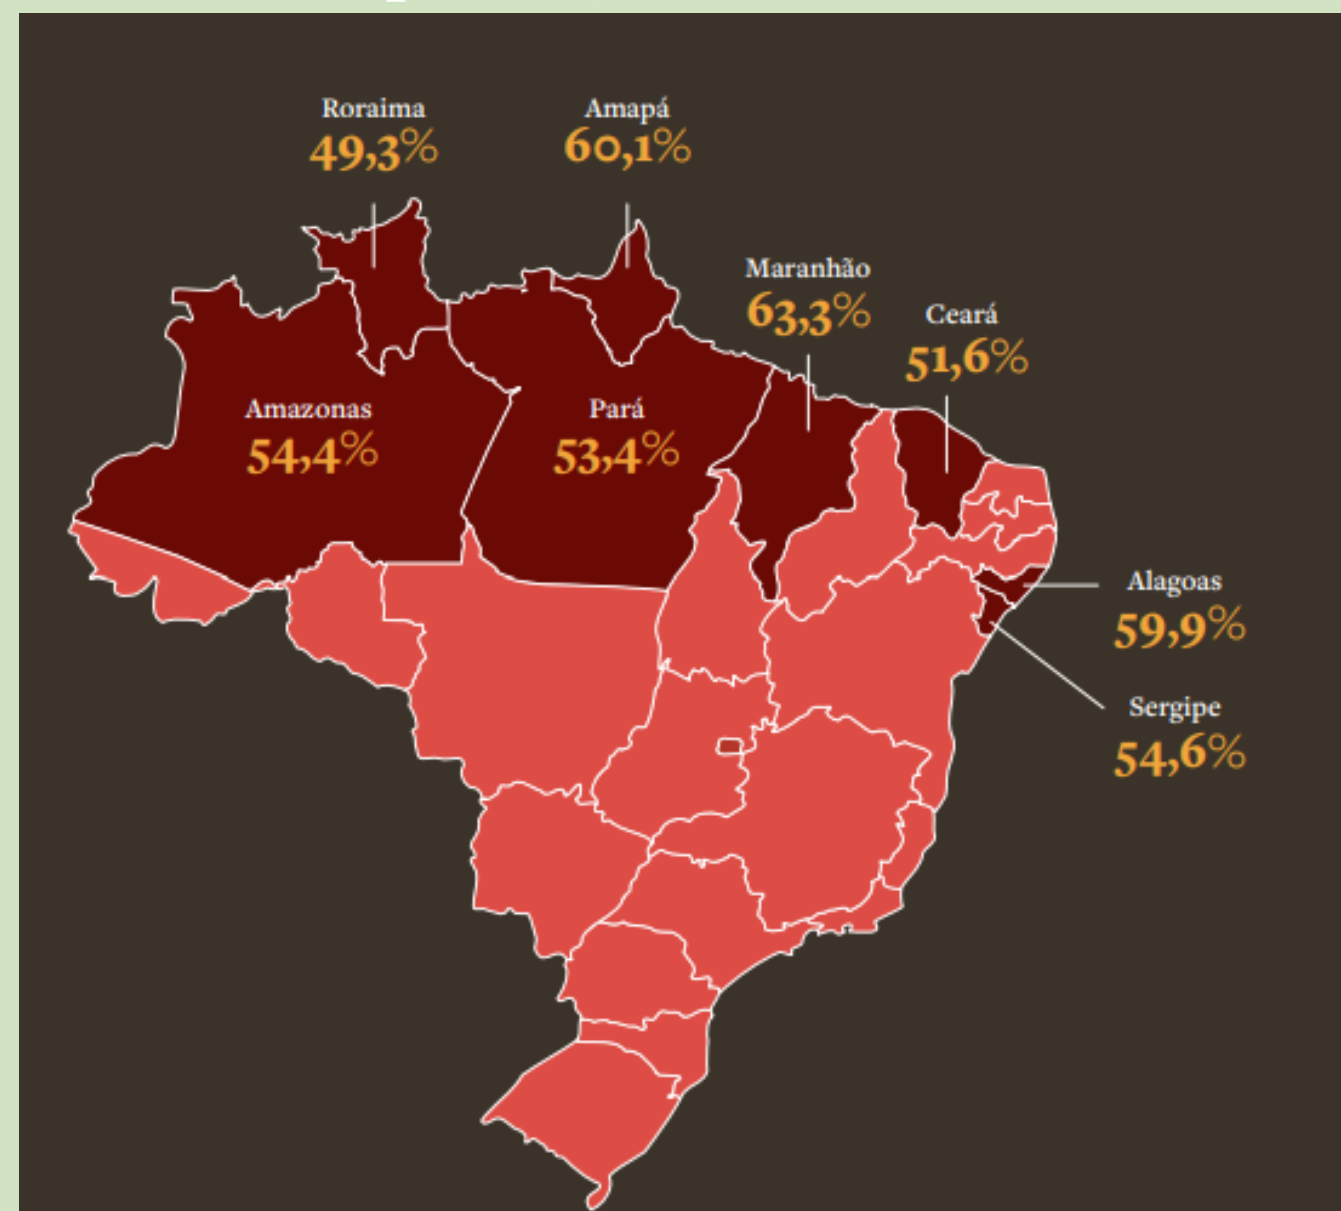 Roraima
49,3%
Amapá
60,1%
Maranhão
63,3%
Ceará
51,6%
Amazonas
54,4%
Pará
53,4%
Alagoas
59,9%
Sergipe
54,6%